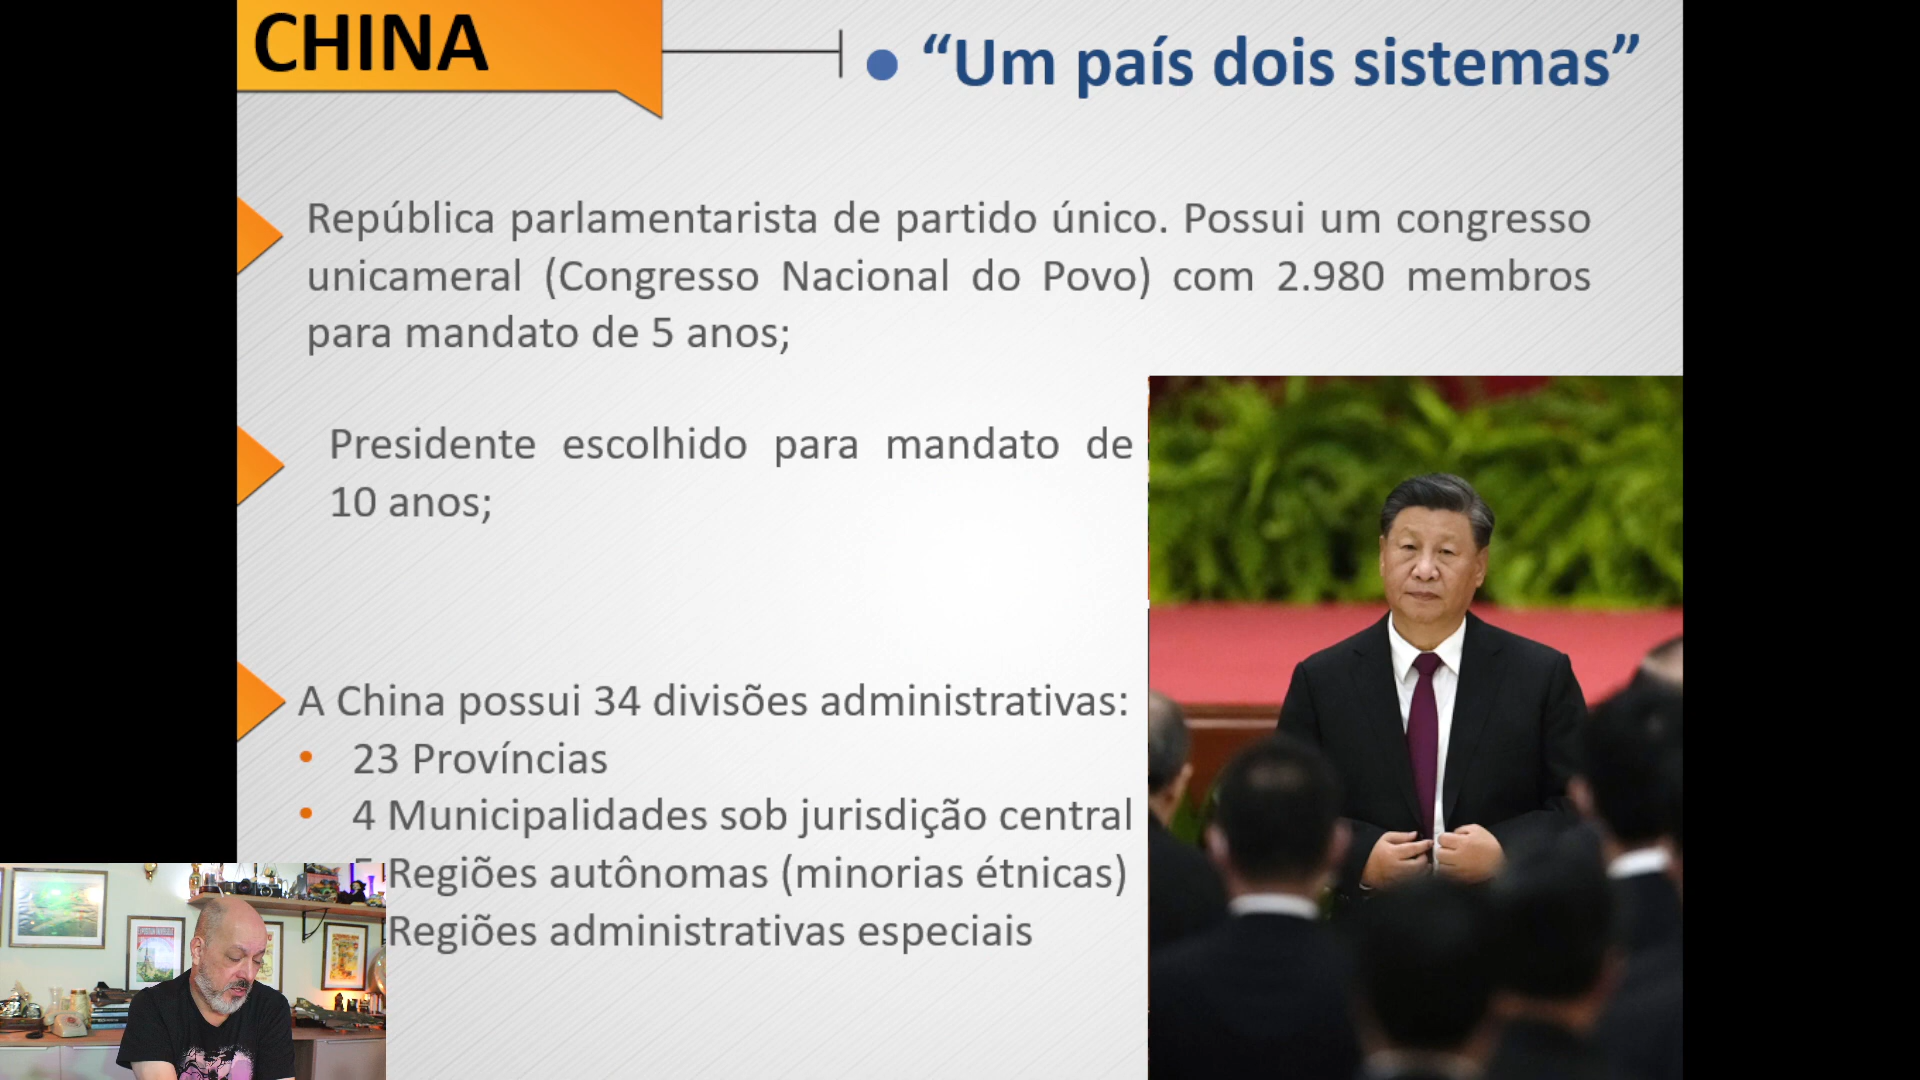 CHINA
• “Um país dois sistemas”
República parlamentarista de partido único. Possui um congresso
unicameral (Congresso Nacional do Povo) com 2.980 membros
para mandato de 5 anos;
Presidente escolhido para mandato de
10 anos;
A China possui 34 divisões administrativas:
• 23 Províncias
• 4 Municipalidades sob jurisdição central
Regiões autônomas (minorias étnicas)
Regiões administrativas especiais